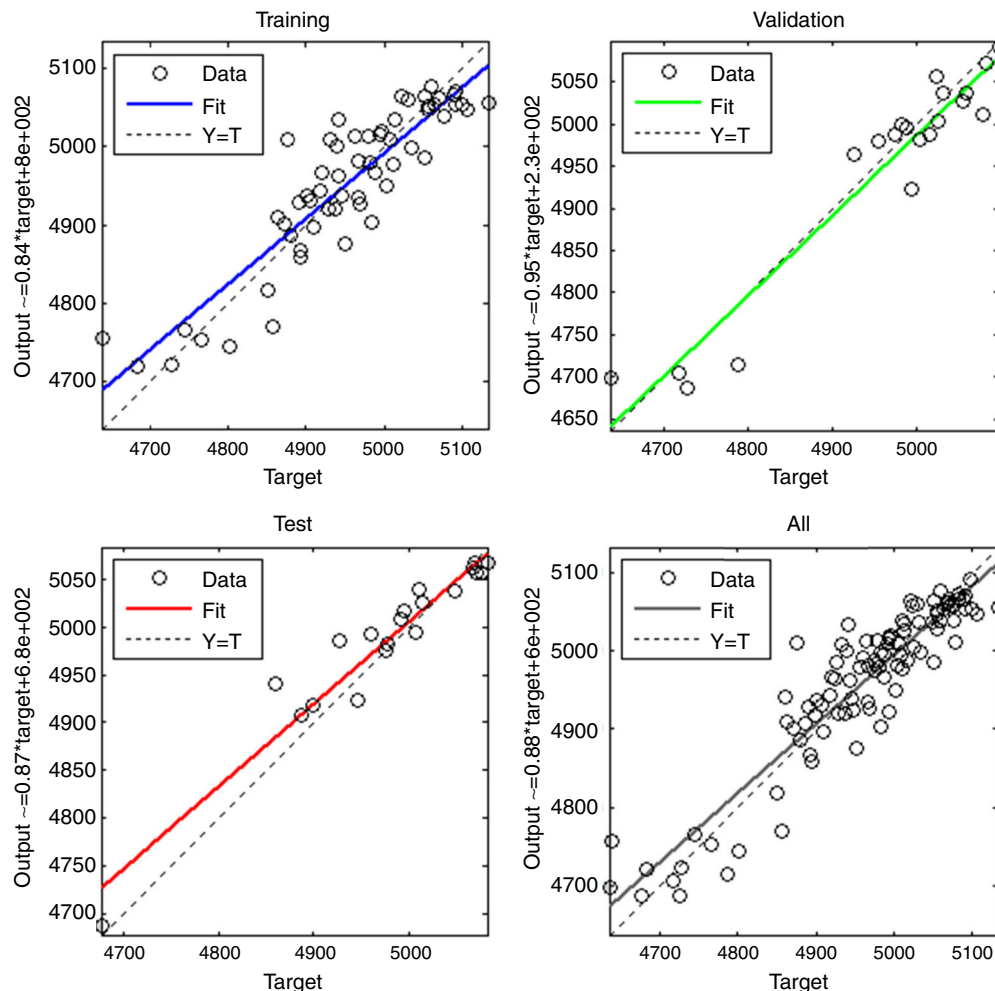 Training
Output ~=0.84*target+8e+002
5100
5000
4900
4800
4700
Data
Fit
Y=T
4700 4800 4900 5000 5100
Target
Validation
Output ~=0.95*target+2.3e+002
5050
5000
4950
4900
4850
4800
4750
4700
4650
Data
Fit
Y=T
4700 4800 4900 5000
Target
Test
Output ~=0.87*target+6.8e+002
5050
5000
4950
4900
4850
4800
4750
4700
Data
Fit
Y=T
4700 4800 4900 5000
Target
All
Output ~=0.88*target+6e+002
5100
5000
4900
4800
4700
Data
Fit
Y=T
4700 4800 4900 5000 5100
Target